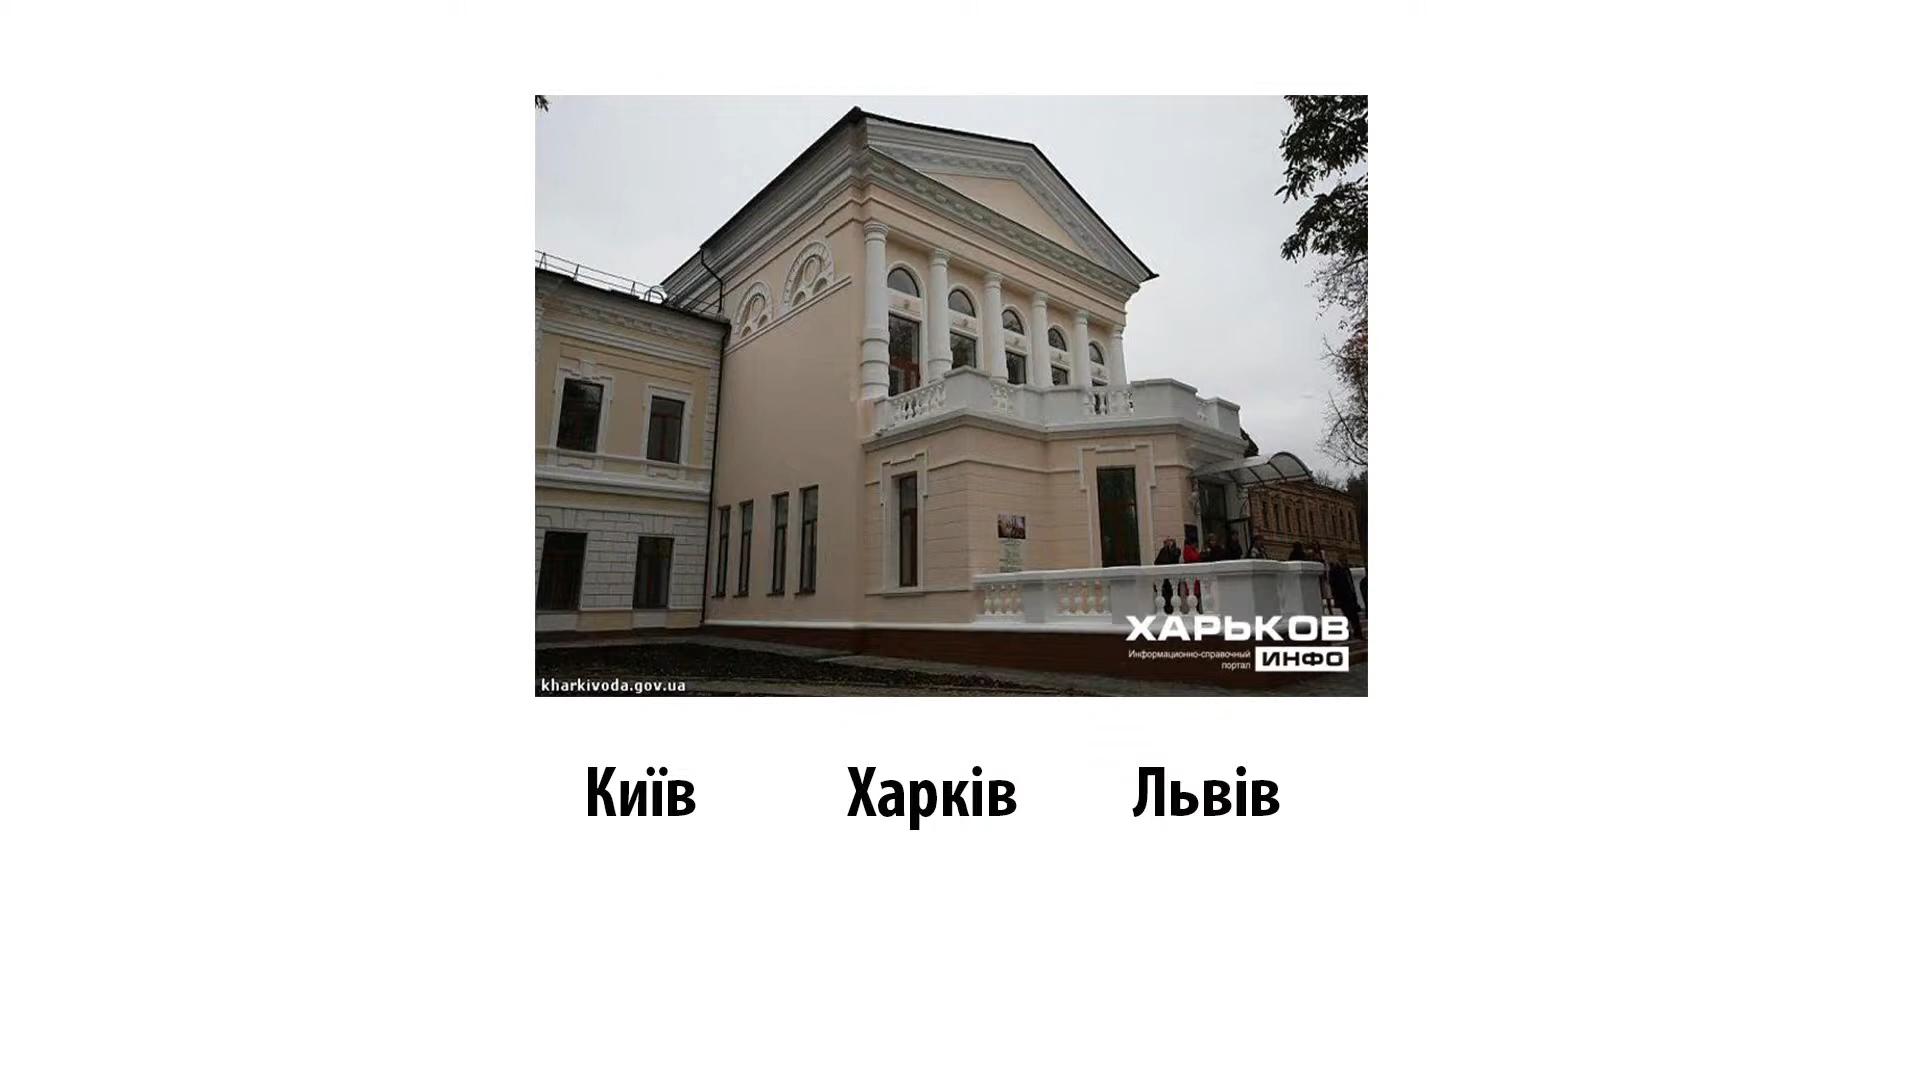 ХАРЬКОВ
Информационно-справочный
портал ИНФО
kharkivoda.gov.ua
Київ Харків Львів